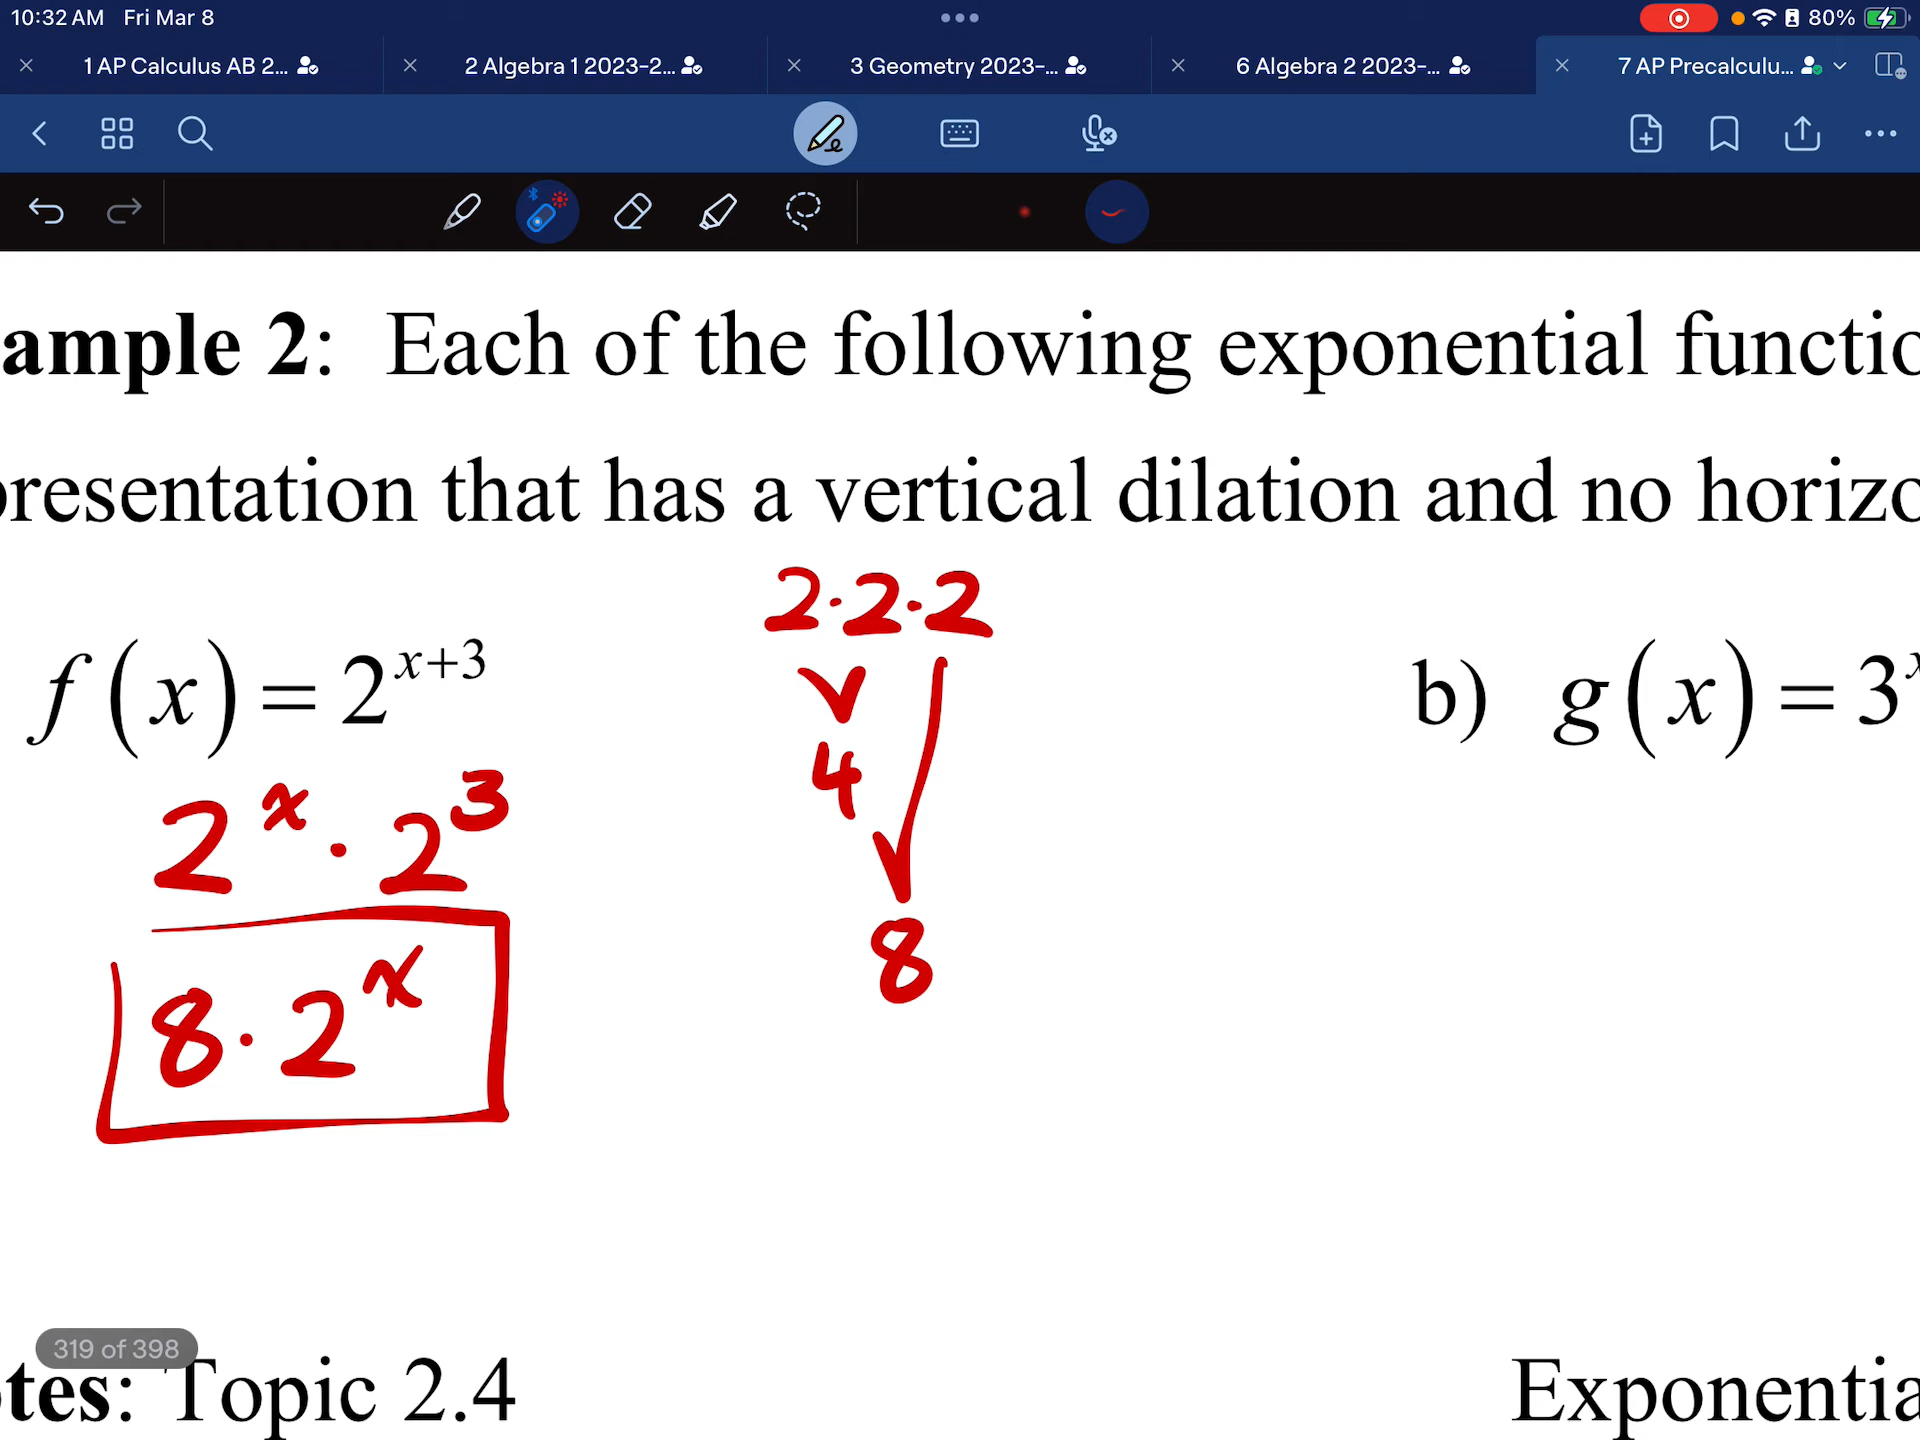 10:32 AM Fri Mar 8
80%
1 AP Calculus AB 2...
2 Algebra 1 2023-2...
3 Geometry 2023-...
6 Algebra 2 2023-...
7 AP Precalculu...
ample 2: Each of the following exponential functio
presentation that has a vertical dilation and no horizo
2·2·2
f(x) = 2^{x+3}
b) g(x) = 3^x
4
2^x · 2^3
8
8 · 2^x
319 of 398
tes: Topic 2.4
Exponentia